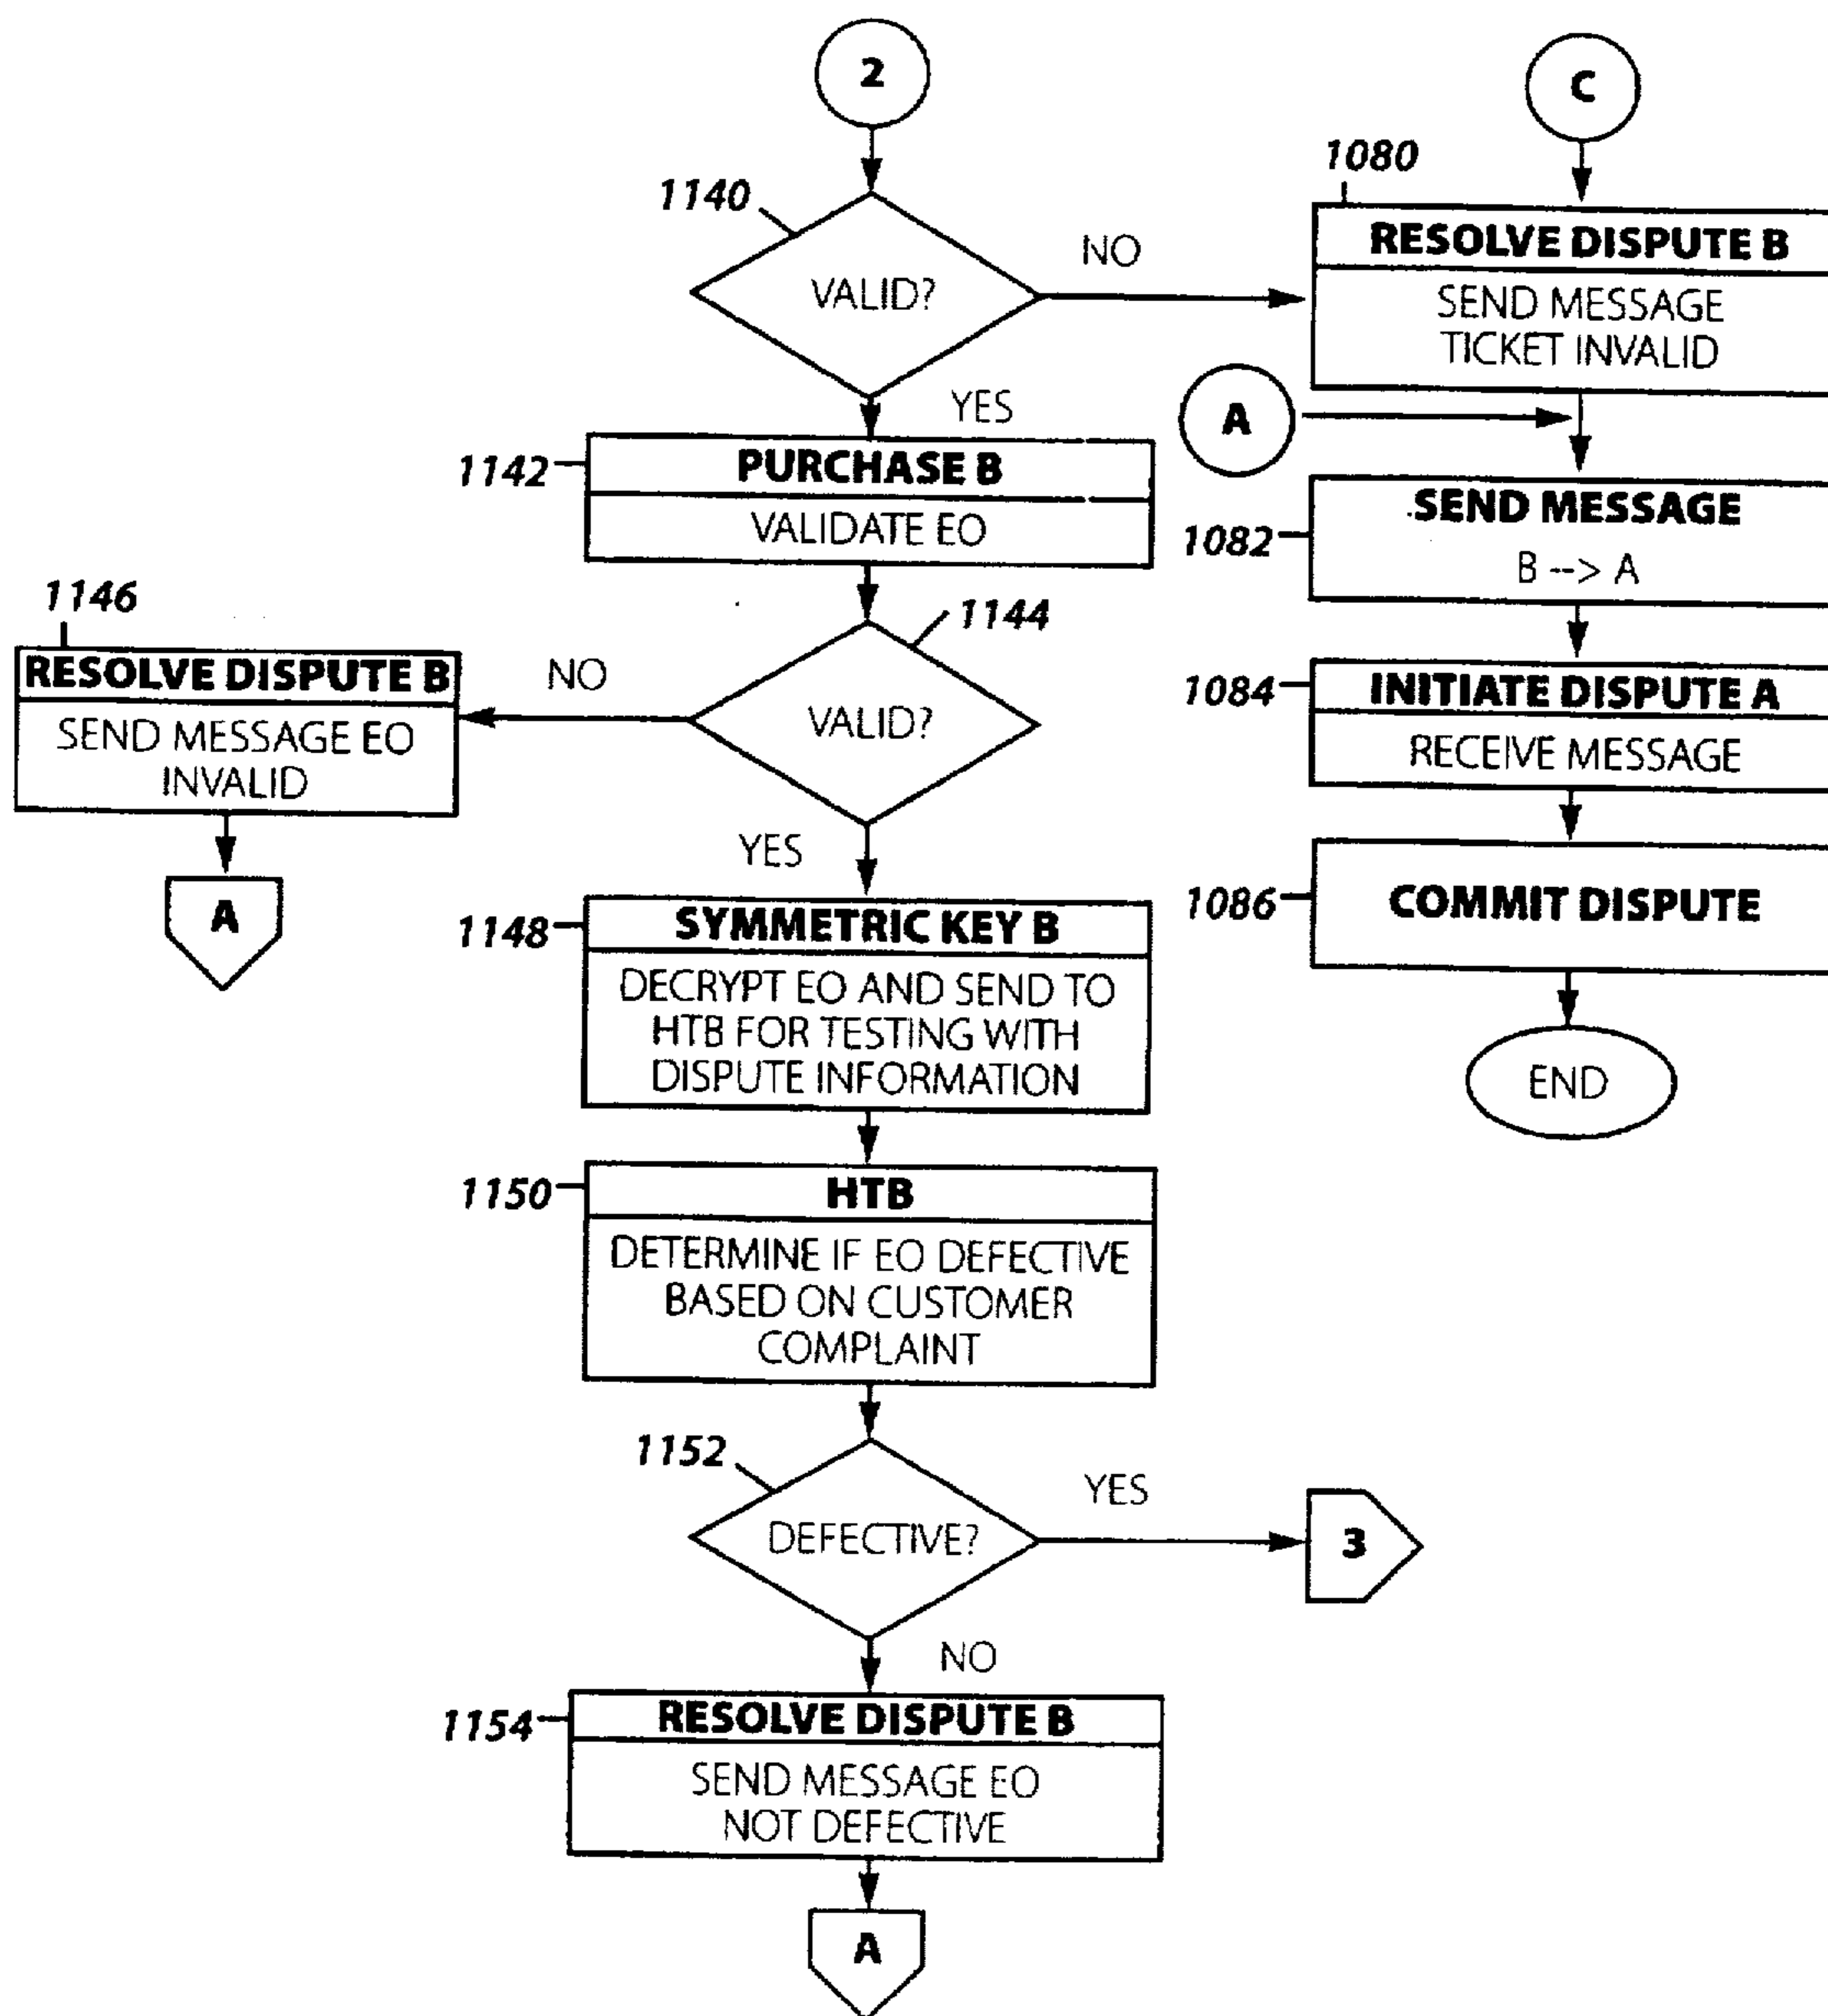 2
1140
VALID?
NO
YES
1142
PURCHASE B
VALIDATE EO
1144
VALID?
NO
1146
RESOLVE DISPUTE B
SEND MESSAGE EO
INVALID
A
YES
1148
SYMMETRIC KEY B
DECRYPT EO AND SEND TO
HTB FOR TESTING WITH
DISPUTE INFORMATION
1150
HTB
DETERMINE IF EO DEFECTIVE
BASED ON CUSTOMER
COMPLAINT
1152
DEFECTIVE?
YES
3
NO
1154
RESOLVE DISPUTE B
SEND MESSAGE EO
NOT DEFECTIVE
A
C
1080
RESOLVE DISPUTE B
SEND MESSAGE
TICKET INVALID
A
1082
SEND MESSAGE
B --> A
1084
INITIATE DISPUTE A
RECEIVE MESSAGE
1086
COMMIT DISPUTE
END